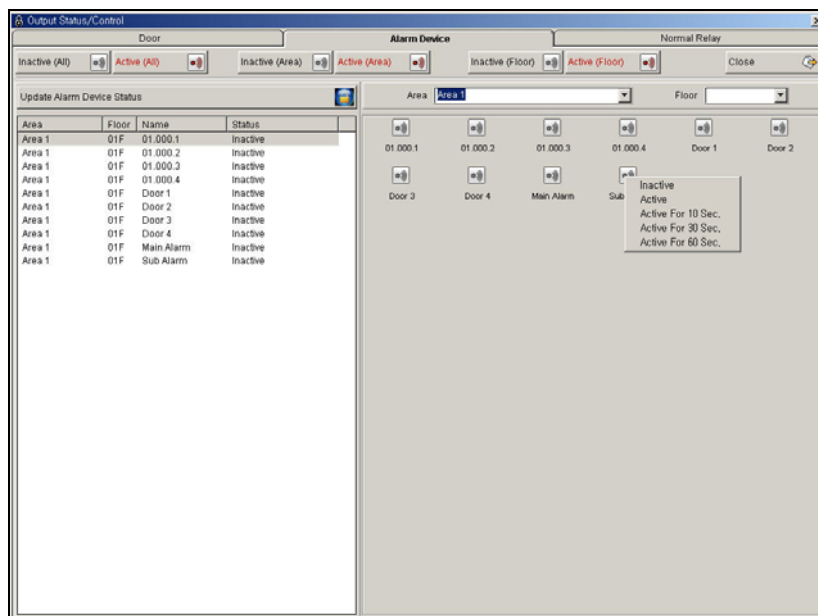 Output Status/Control
Door Alarm Device Normal Relay
Inactive (All) Active (All) Inactive (Area) Active (Area) Inactive (Floor) Active (Floor) Close
Update Alarm Device Status
Area Area 1 Floor
Area Floor Name Status
Area 1 01F 01.000.1 Inactive
Area 1 01F 01.000.2 Inactive
Area 1 01F 01.000.3 Inactive
Area 1 01F 01.000.4 Inactive
Area 1 01F Door 1 Inactive
Area 1 01F Door 2 Inactive
Area 1 01F Door 3 Inactive
Area 1 01F Door 4 Inactive
Area 1 01F Main Alarm Inactive
Area 1 01F Sub Alarm Inactive
01.000.1 01.000.2 01.000.3 01.000.4 Door 1 Door 2
Door 3 Door 4 Main Alarm Sub
Inactive
Active
Active For 10 Sec.
Active For 30 Sec.
Active For 60 Sec.